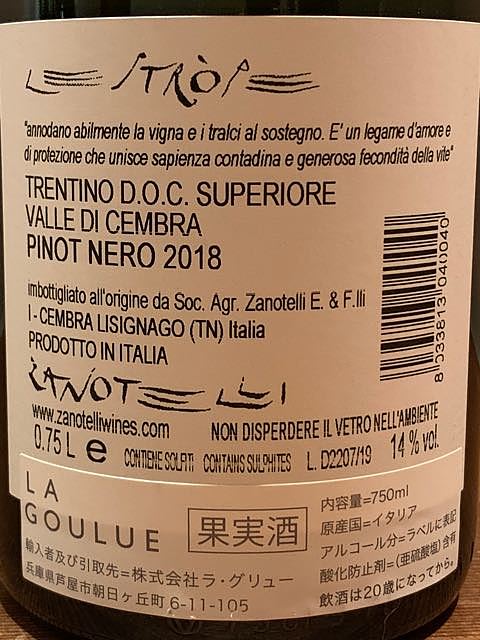 LE STRÒPE
"annodano abilmente la vigna e i tralci al sostegno. E' un legame d'amore e
di protezione che unisce sapienza contadina e generosa fecondità della vite"
TRENTINO D.O.C. SUPERIORE
VALLE DI CEMBRA
PINOT NERO 2018
imbottigliato all'origine da Soc. Agr. Zanotelli E. & F.lli
I - CEMBRA LISIGNAGO (TN) Italia
PRODOTTO IN ITALIA
8 033813 040040
ZANOTELLI
www.zanotelliwines.com
NON DISPERDERE IL VETRO NELL'AMBIENTE
0.75 L e CONTIENE SOLFITI CONTAINS SULPHITES L. D2207/19 14 % vol.
LA
GOULUE
果実酒
輸入者及び引取先=株式会社ラ・グリュー
兵庫県芦屋市朝日ヶ丘町 6-11-105
内容量=750ml
原産国=イタリア
アルコール分=ラベルに表記
酸化防止剤=(亜硫酸塩)含有
飲酒は20歳になってから。